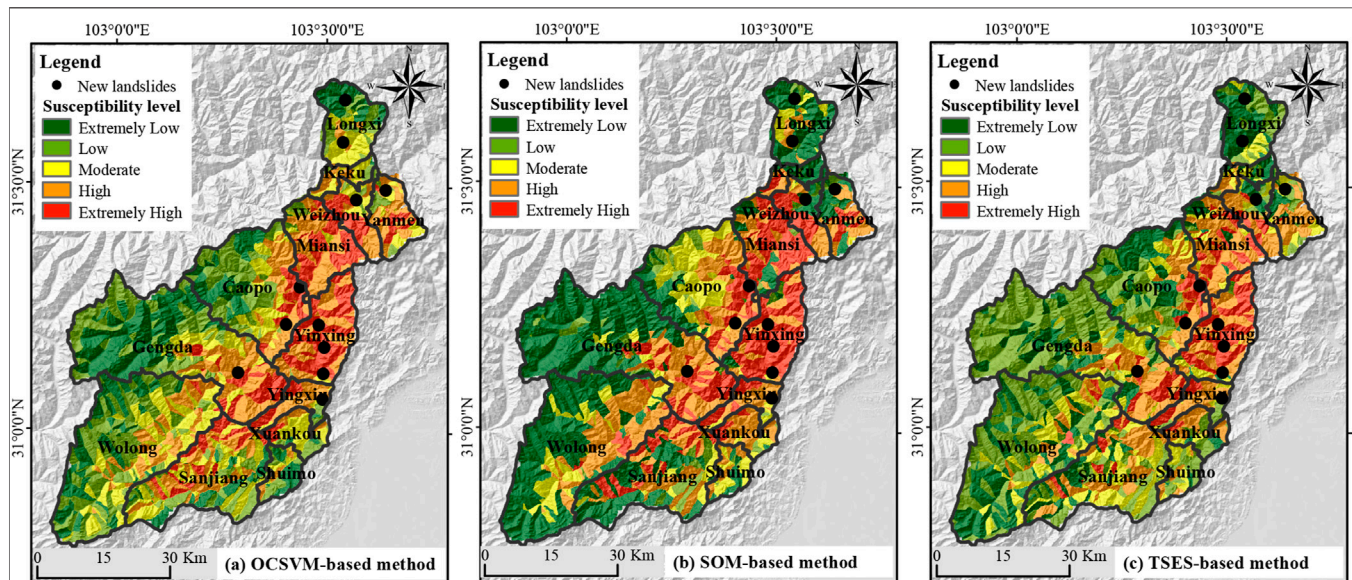 103°0'0"E
103°3.5'0"E
103°0'0"E
103°3.5'0"E
103°0'0"E
103°3.5'0"E
31°30'0"N
31°0'0"N
Legend
New landslides
Susceptibility level
Extremely Low
Low
Moderate
High
Extremely High
N
W
E
S
Longxi
Keku
Weizhou
Yanmen
Miansi
Caopo
Yinxing
Gengda
Yingxiu
Xuankou
Wolong
Shuimo
Sanjiang
0 15 30 Km
(a) OCSVM-based method
31°30'0"N
31°0'0"N
Legend
New landslides
Susceptibility level
Extremely Low
Low
Moderate
High
Extremely High
N
W
E
S
Longxi
Keku
Weizhou
Yanmen
Miansi
Caopo
Yinxing
Gengda
Yingxiu
Xuankou
Wolong
Shuimo
Sanjiang
0 15 30 Km
(b) SOM-based method
31°30'0"N
31°0'0"N
Legend
New landslides
Susceptibility level
Extremely Low
Low
Moderate
High
Extremely High
N
W
E
S
Longxi
Keku
Weizhou
Yanmen
Miansi
Caopo
Yinxing
Gengda
Yingxiu
Xuankou
Wolong
Shuimo
Sanjiang
0 15 30 Km
(c) TSES-based method